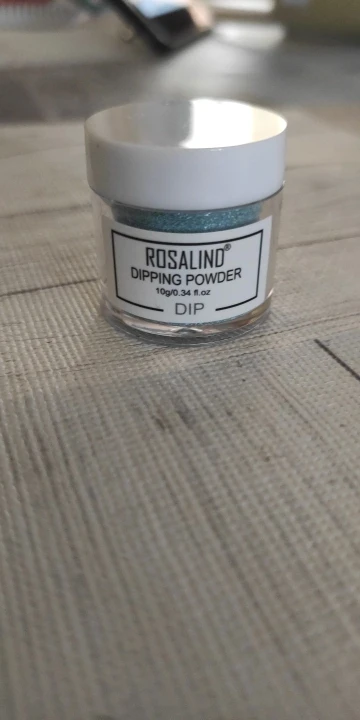 ROSALIND®
DIPPING POWDER
10g/0.34 fl.oz
DIP